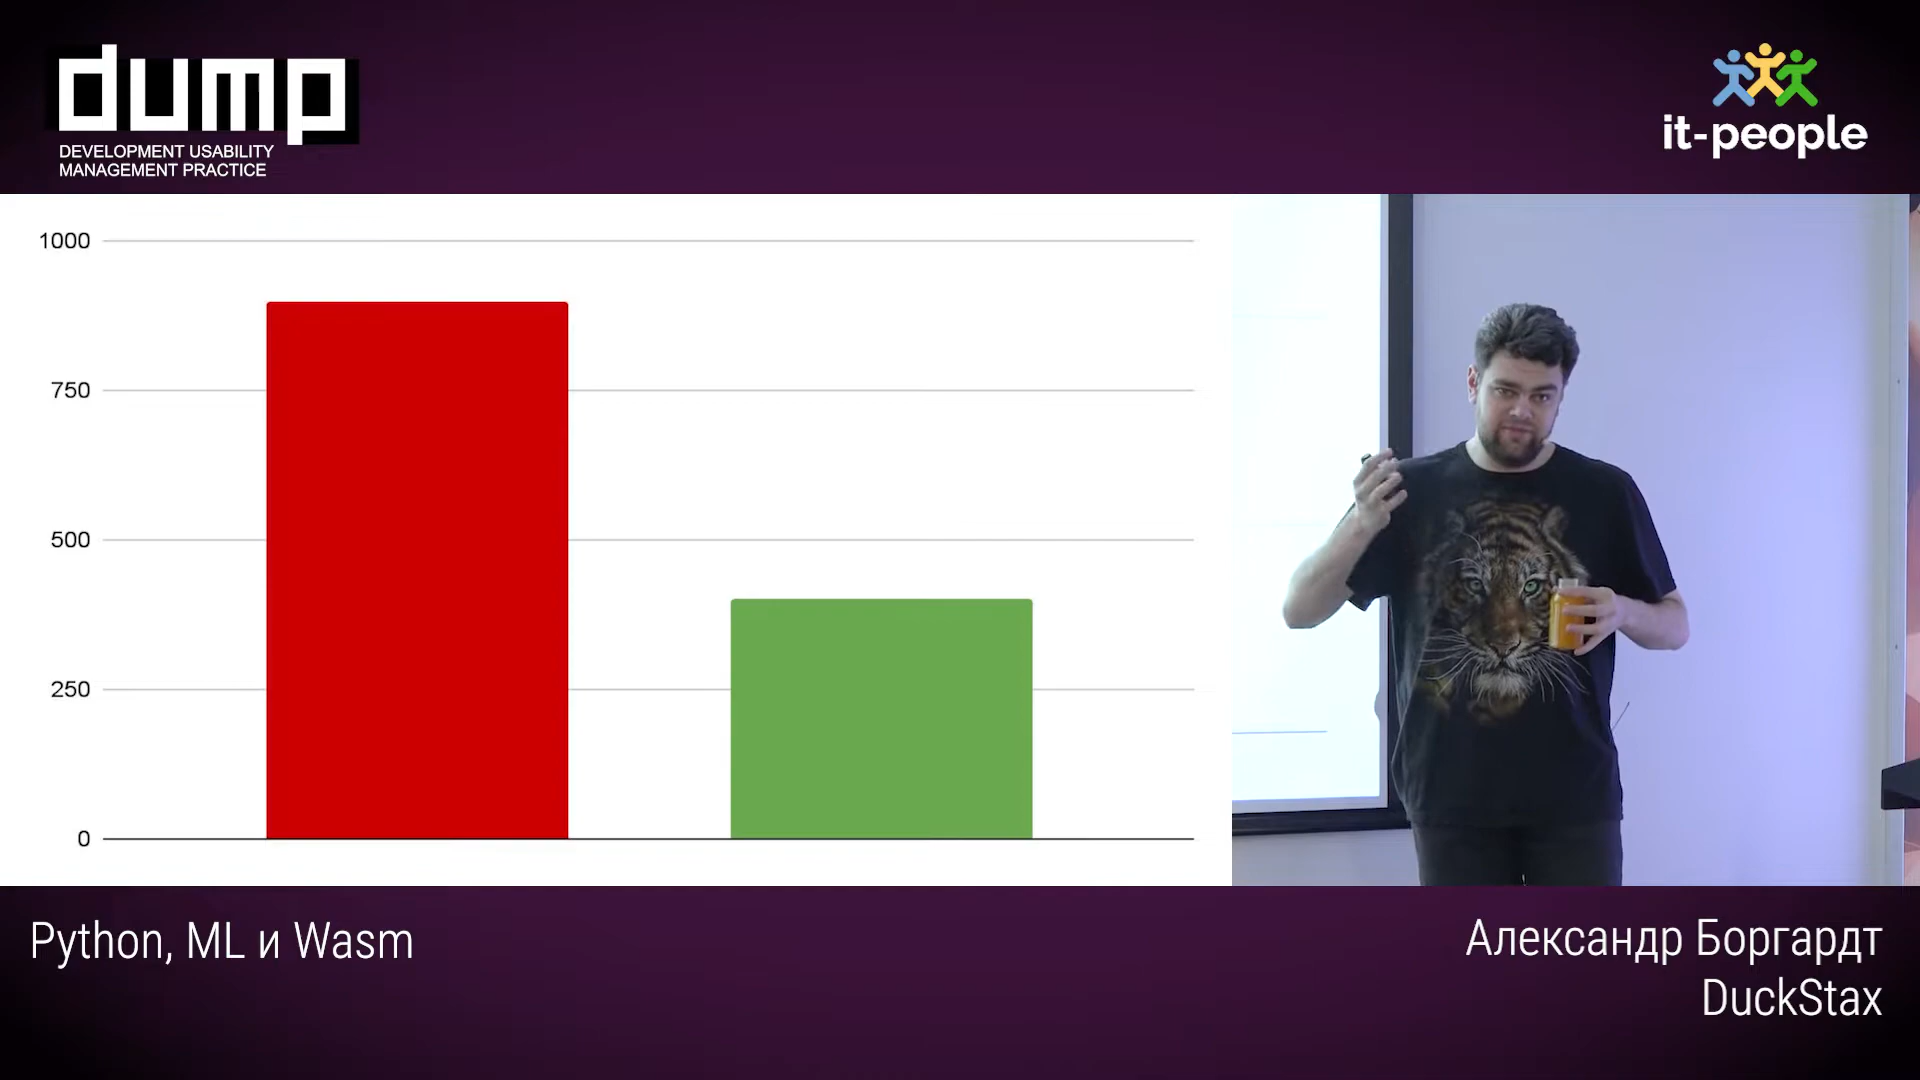 dump
DEVELOPMENT USABILITY
MANAGEMENT PRACTICE
it-people
1000
750
500
250
0
Python, ML и Wasm
Александр Боргардт
DuckStax